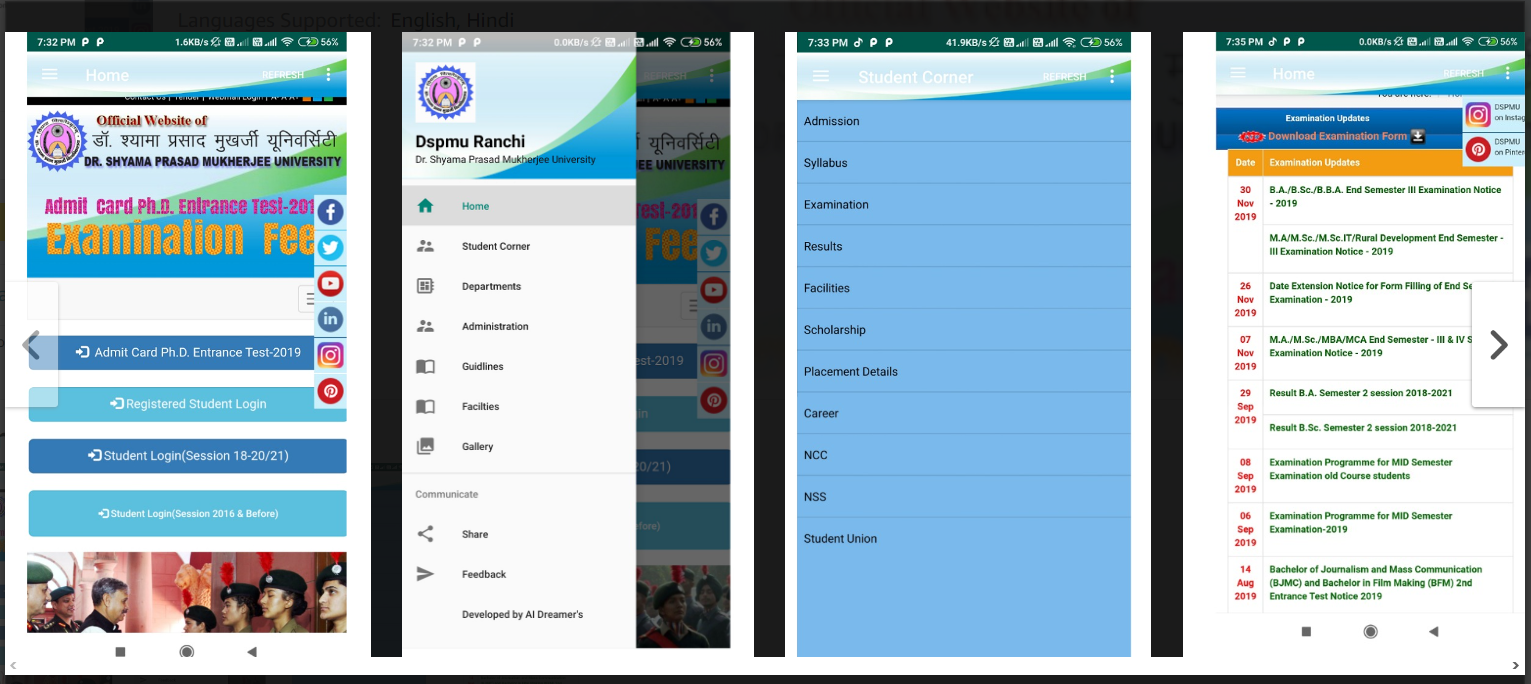 Languages Supported: English, Hindi
Official Website of
7:32 PM
1.6KB/s
56%
Home
REFRESH
Contact Us | Tender | Webmail Login | A- A A+
Official Website of
डॉ. श्यामा प्रसाद मुखर्जी यूनिवर्सिटी
DR. SHYAMA PRASAD MUKHERJEE UNIVERSITY
Admit Card Ph.D. Entrance Test-201
Examination Fee
Admit Card Ph.D. Entrance Test-2019
Registered Student Login
Student Login(Session 18-20/21)
Student Login(Session 2016 & Before)
7:32 PM
0.0KB/s
56%
REFRESH
Dspmu Ranchi
Dr. Shyama Prasad Mukherjee University
यूनिवर्सिटी
EE UNIVERSITY
Test-201
Fee
est-2019
in
20/21)
efore)
Home
Student Corner
Departments
Administration
Guidlines
Facilties
Gallery
Communicate
Share
Feedback
Developed by AI Dreamer's
7:33 PM
41.9KB/s
56%
Student Corner
REFRESH
Admission
Syllabus
Examination
Results
Facilities
Scholarship
Placement Details
Career
NCC
NSS
Student Union
7:35 PM
0.0KB/s
56%
Home
REFRESH
You are here:
Examination Updates
Download Examination Form
DSPMU
on Instag
DSPMU
on Pinter
Date Examination Updates
30 Nov 2019
B.A./B.Sc./B.B.A. End Semester III Examination Notice
- 2019
M.A/M.Sc./M.Sc.IT/Rural Development End Semester -
III Examination Notice - 2019
26 Nov 2019
Date Extension Notice for Form Filling of End Se
Examination - 2019
07 Nov 2019
M.A./M.Sc./MBA/MCA End Semester - III & IV S
Examination Notice - 2019
29 Sep 2019
Result B.A. Semester 2 session 2018-2021
Result B.Sc. Semester 2 session 2018-2021
08 Sep 2019
Examination Programme for MID Semester
Examination old Course students
06 Sep 2019
Examination Programme for MID Semester
Examination-2019
14 Aug 2019
Bachelor of Journalism and Mass Communication
(BJMC) and Bachelor in Film Making (BFM) 2nd
Entrance Test Notice 2019